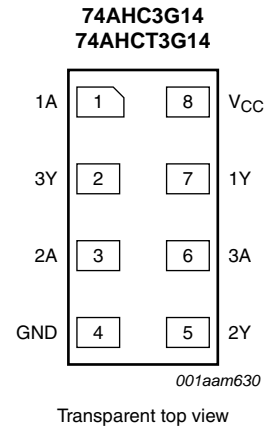 74AHC3G14
74AHCT3G14
1A 1 8 VCC
3Y 2 7 1Y
2A 3 6 3A
GND 4 5 2Y
001aam630
Transparent top view